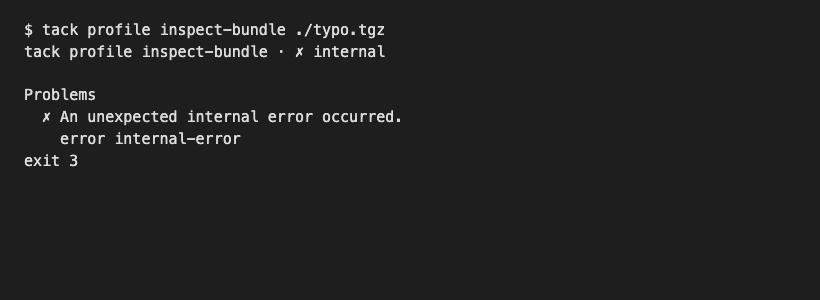 $ tack profile inspect-bundle ./typo.tgz
tack profile inspect-bundle · ✗ internal
Problems
✗ An unexpected internal error occurred.
error internal-error
exit 3